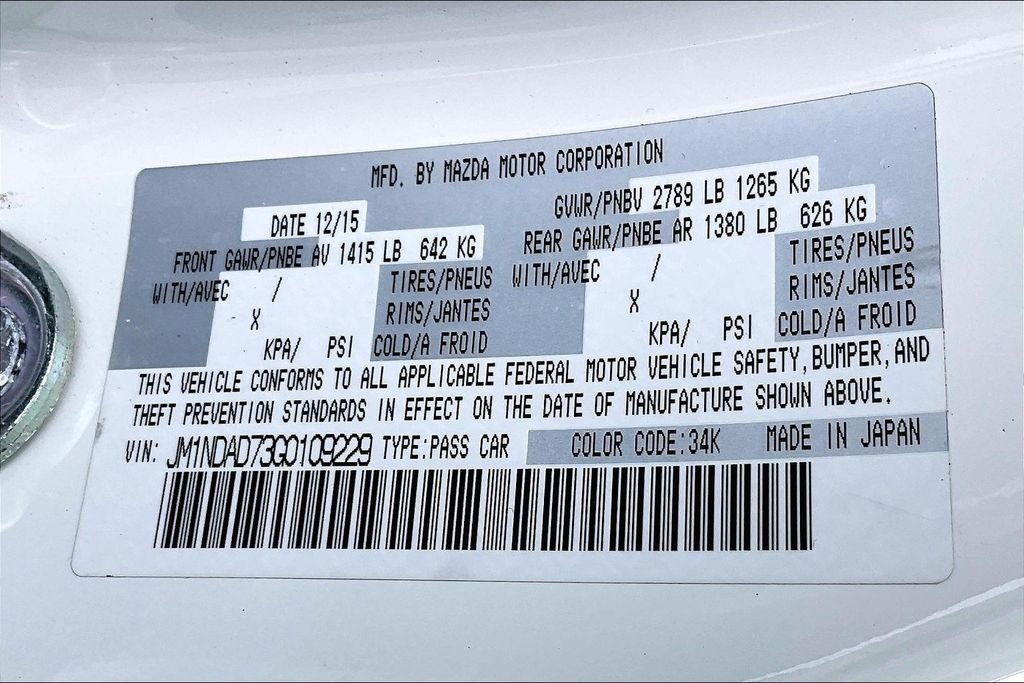 MFD. BY MAZDA MOTOR CORPORATION
DATE 12/15 GVWR/PNBV 2789 LB 1265 KG
FRONT GAWR/PNBE AV 1415 LB 642 KG REAR GAWR/PNBE AR 1380 LB 626 KG
WITH/AVEC / TIRES/PNEUS WITH/AVEC / TIRES/PNEUS
X RIMS/JANTES X RIMS/JANTES
KPA/ PSI COLD/A FROID KPA/ PSI COLD/A FROID
THIS VEHICLE CONFORMS TO ALL APPLICABLE FEDERAL MOTOR VEHICLE SAFETY, BUMPER, AND
THEFT PREVENTION STANDARDS IN EFFECT ON THE DATE OF MANUFACTURE SHOWN ABOVE.
VIN: JM1NDAD73G0109229 TYPE:PASS CAR COLOR CODE:34K MADE IN JAPAN